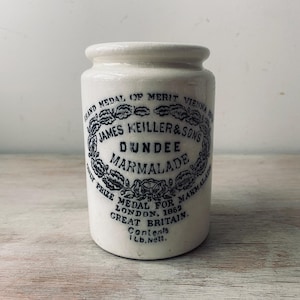 GRAND MEDAL OF MERIT VIENNA
JAMES KEILLER & SONS
DUNDEE
MARMALADE
PRIZE MEDAL FOR MARMALADE
LONDON. 1862
GREAT BRITAIN.
Contents
1 Lb. Nett.